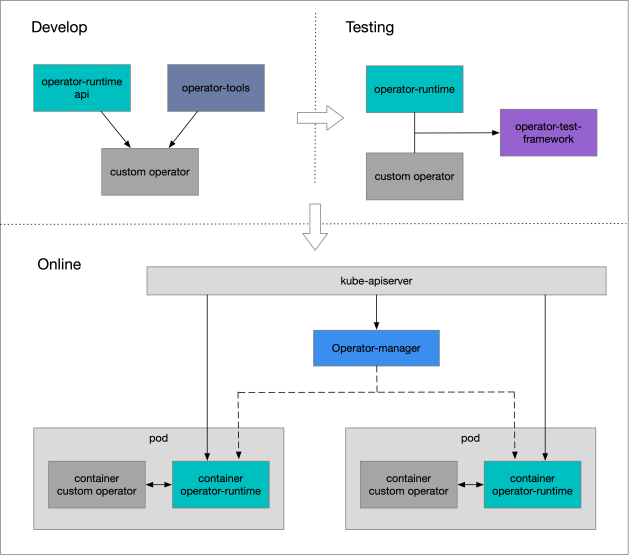 Develop
operator-runtime
api
operator-tools
custom operator
Testing
operator-runtime
operator-test-
framework
custom operator
Online
kube-apiserver
Operator-manager
pod
container
custom operator
container
operator-runtime
pod
container
custom operator
container
operator-runtime